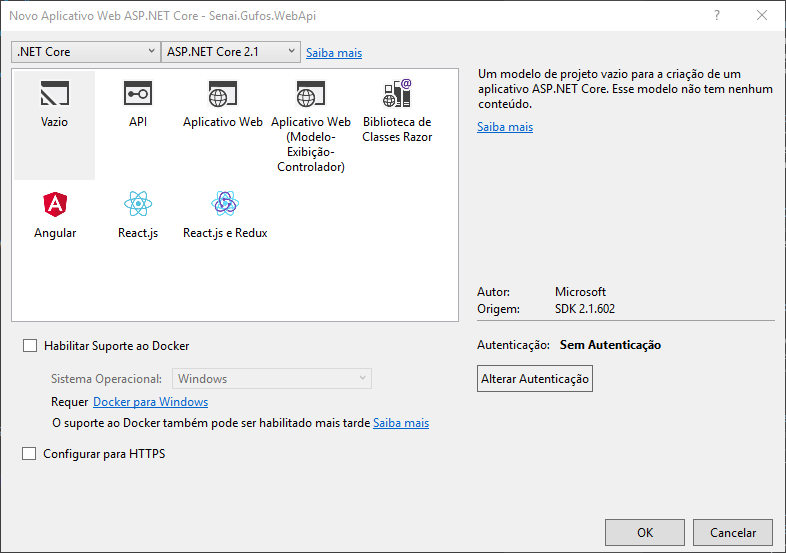 Novo Aplicativo Web ASP.NET Core - Senai.Gufos.WebApi
.NET Core
ASP.NET Core 2.1
Saiba mais
Vazio
API
Aplicativo Web
Aplicativo Web
(Modelo-
Exibição-
Controlador)
Biblioteca de
Classes Razor
Angular
React.js
React.js e Redux
Um modelo de projeto vazio para a criação de um
aplicativo ASP.NET Core. Esse modelo não tem nenhum
conteúdo.
Saiba mais
Autor: Microsoft
Origem: SDK 2.1.602
Autenticação: Sem Autenticação
Alterar Autenticação
Habilitar Suporte ao Docker
Sistema Operacional: Windows
Requer Docker para Windows
O suporte ao Docker também pode ser habilitado mais tarde Saiba mais
Configurar para HTTPS
OK
Cancelar